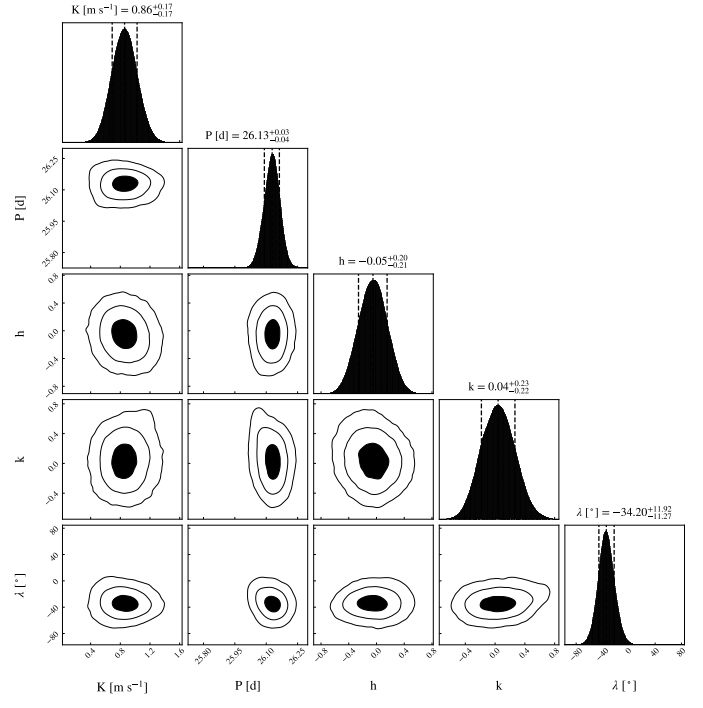 K [m s⁻¹] = 0.86+0.17−0.17
P [d] = 26.13+0.03−0.04
26.25
26.10
25.95
25.80
P [d]
h = −0.05+0.20−0.21
0.8
0.4
0.0
−0.4
−0.8
h
k = 0.04+0.23−0.22
0.8
0.4
0.0
−0.4
k
λ [°] = −34.20+11.92−11.27
80
40
0
−40
−80
λ [°]
0.4 0.8 1.2 1.6 25.80 25.95 26.10 26.25 −0.8 −0.4 0.0 0.4 0.8 −0.4 0.0 0.4 0.8 −80 −40 0 40 80
K [m s⁻¹] P [d] h k λ [°]